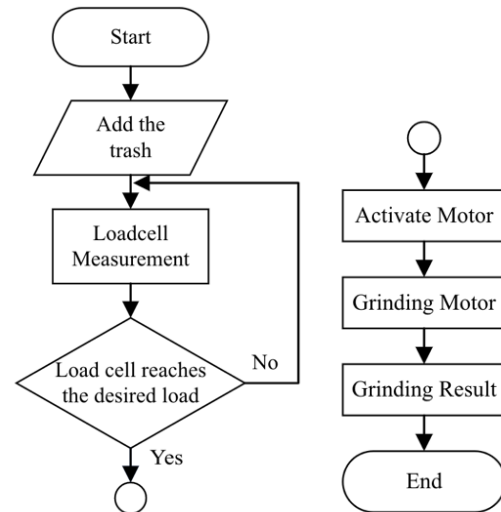 Start
Add the
trash
Loadcell
Measurement
Load cell reaches
the desired load
No
Yes
Activate Motor
Grinding Motor
Grinding Result
End